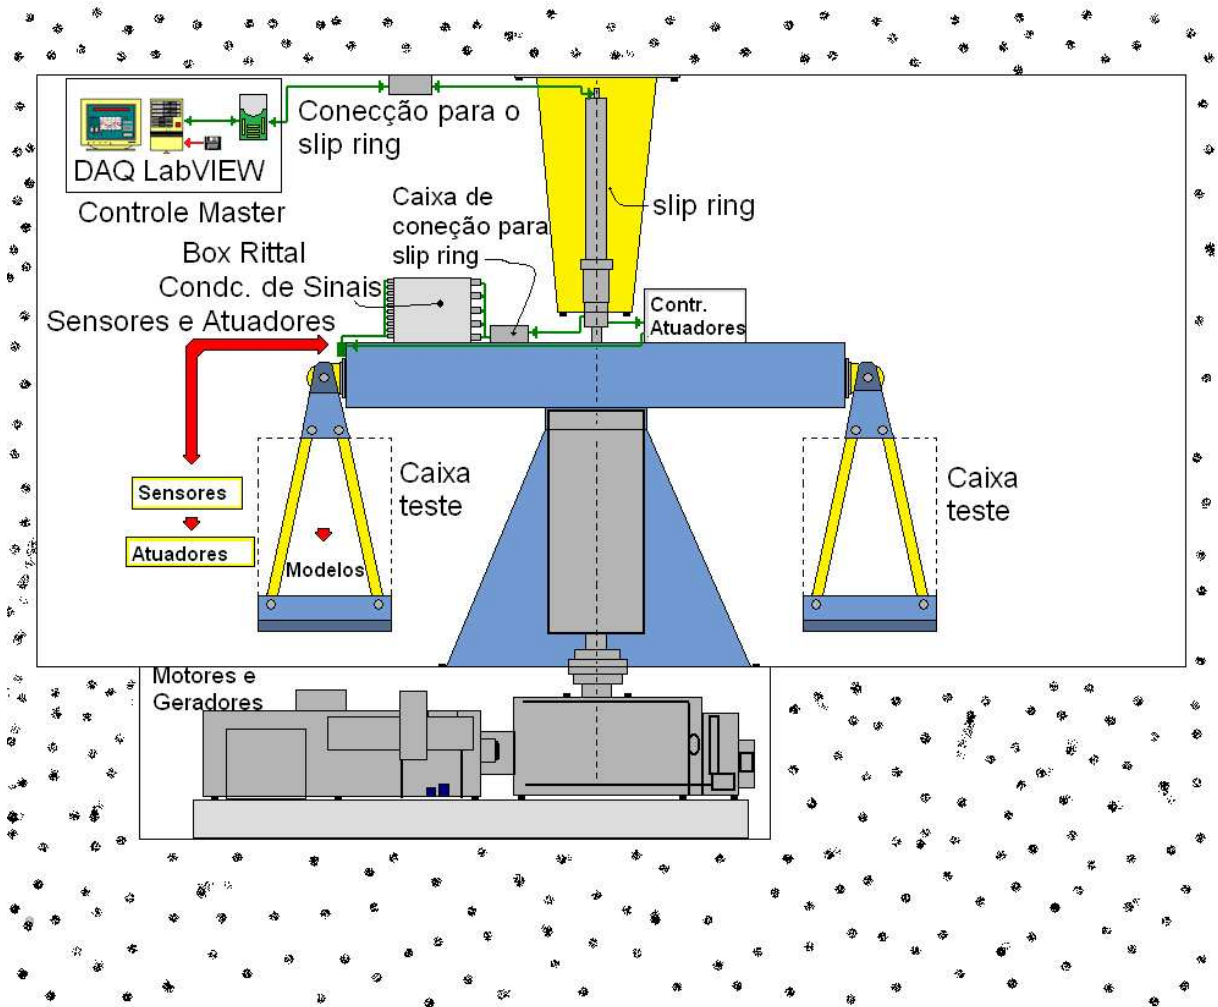 DAQ LabVIEW
Controle Master
Conecção para o
slip ring
Caixa de
coneção para
slip ring
slip ring
Box Rittal
Condc. de Sinais
Sensores e Atuadores
Contr.
Atuadores
Sensores
Atuadores
Modelos
Caixa
teste
Caixa
teste
Motores e
Geradores